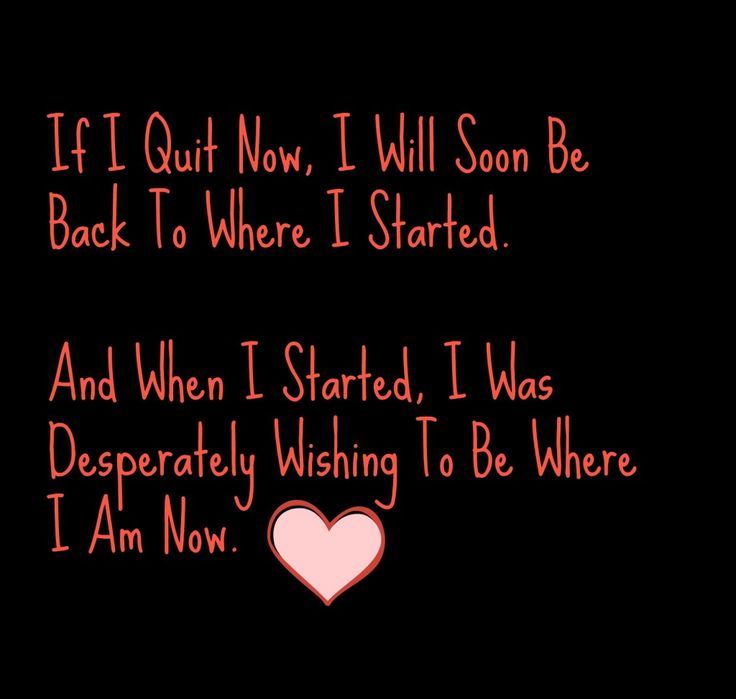 If I Quit Now, I Will Soon Be
Back To Where I Started.
And When I Started, I Was
Desperately Wishing To Be Where
I Am Now.